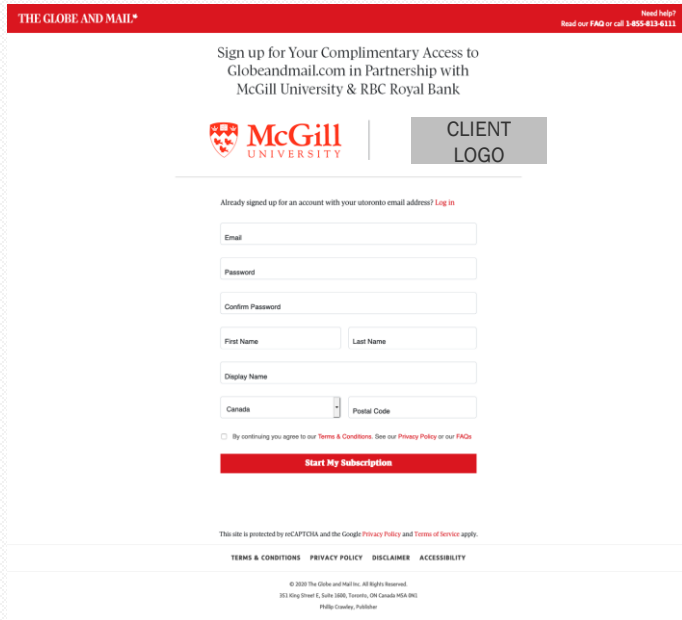 THE GLOBE AND MAIL*
Need help?
Read our FAQ or call 1-855-813-6111
Sign up for Your Complimentary Access to
Globeandmail.com in Partnership with
McGill University & RBC Royal Bank
McGill
UNIVERSITY
CLIENT
LOGO
Already signed up for an account with your utoronto email address? Log in
Email
Password
Confirm Password
First Name
Last Name
Display Name
Canada
Postal Code
By continuing you agree to our Terms & Conditions. See our Privacy Policy or our FAQs
Start My Subscription
This site is protected by reCAPTCHA and the Google Privacy Policy and Terms of Service apply.
TERMS & CONDITIONS PRIVACY POLICY DISCLAIMER ACCESSIBILITY
© 2020 The Globe and Mail Inc. All Rights Reserved.
351 King Street E, Suite 1600, Toronto, ON Canada M5A 0N1
Phillip Crawley, Publisher